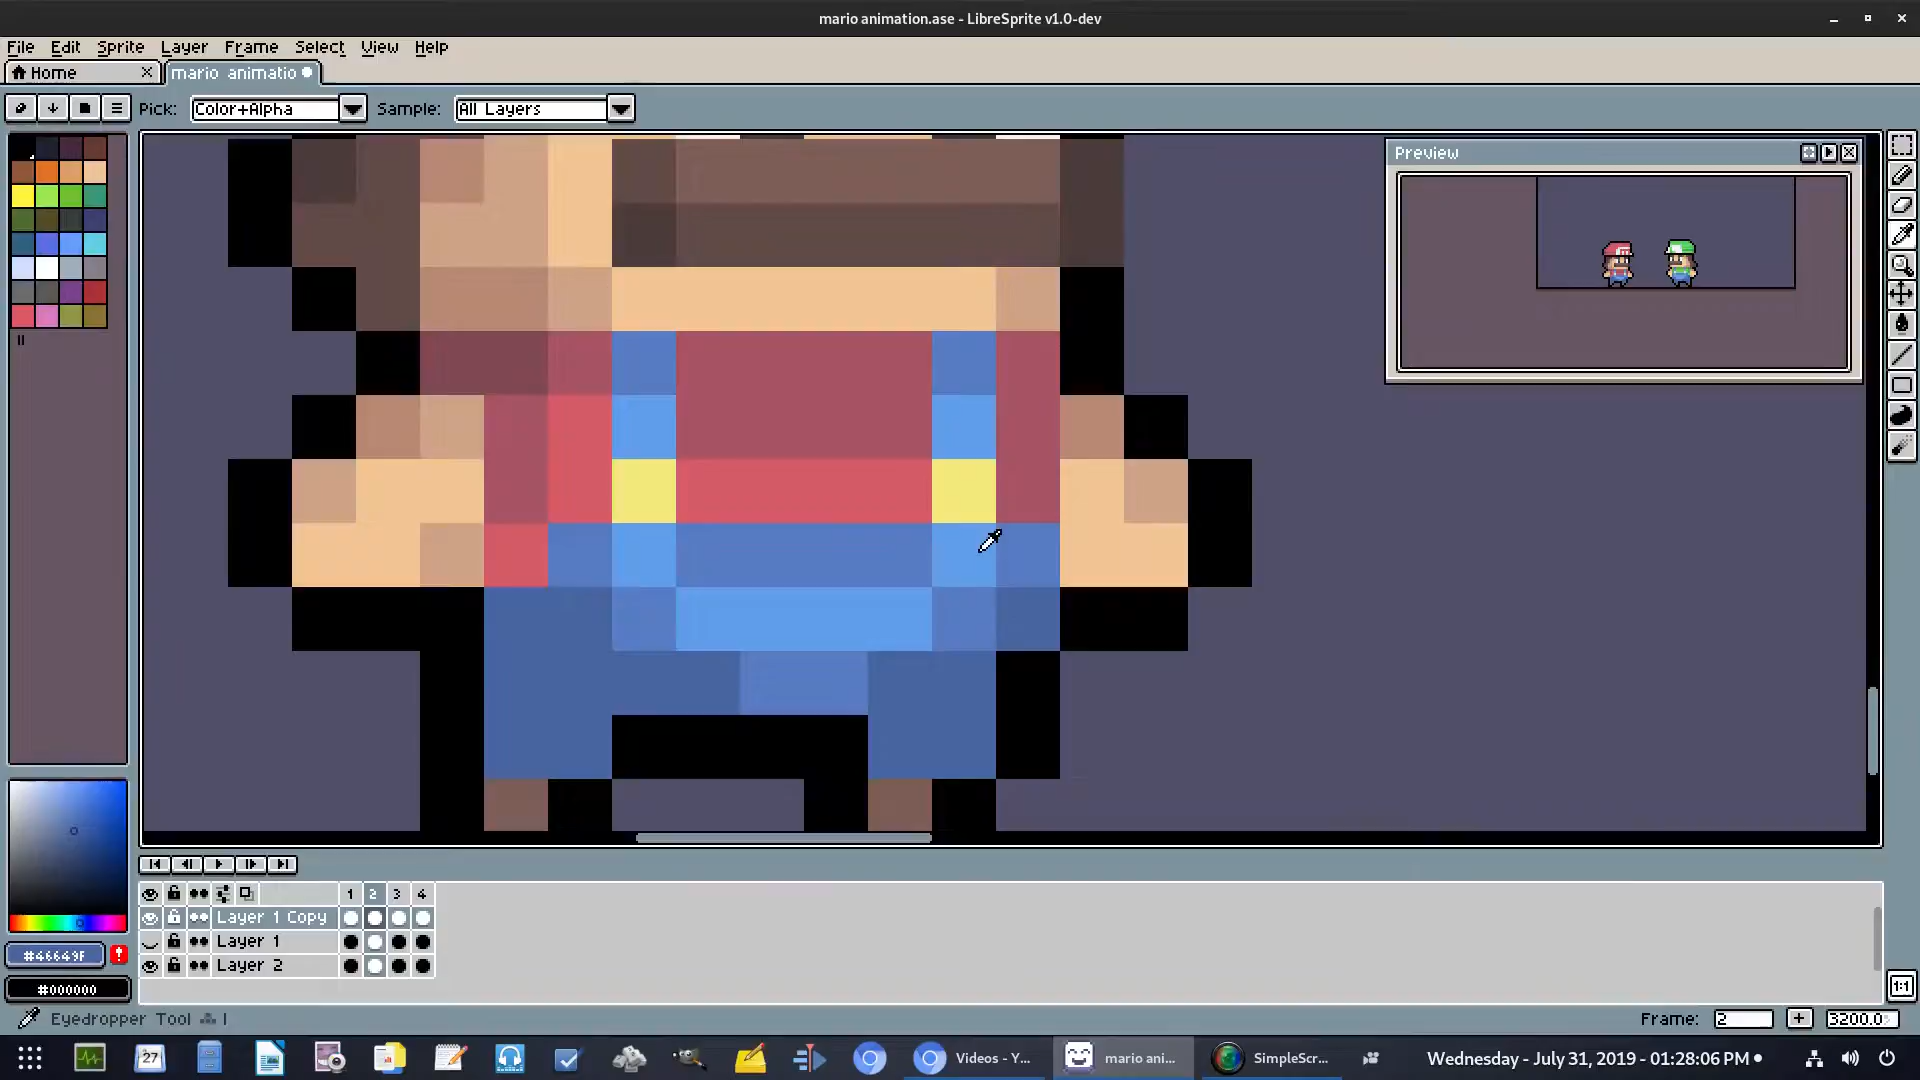 mario animation.ase - LibreSprite v1.0-dev
File Edit Sprite Layer Frame Select View Help
Home
mario animatio
Pick: Color+Alpha Sample: All Layers
Preview
1 2 3 4
Layer 1 Copy
Layer 1
Layer 2
#46649F
#000000
1:1
Eyedropper Tool I
Frame: 2
3200.0
27
Videos - Y...
mario ani...
SimpleScr...
Wednesday - July 31, 2019 - 01:28:06 PM